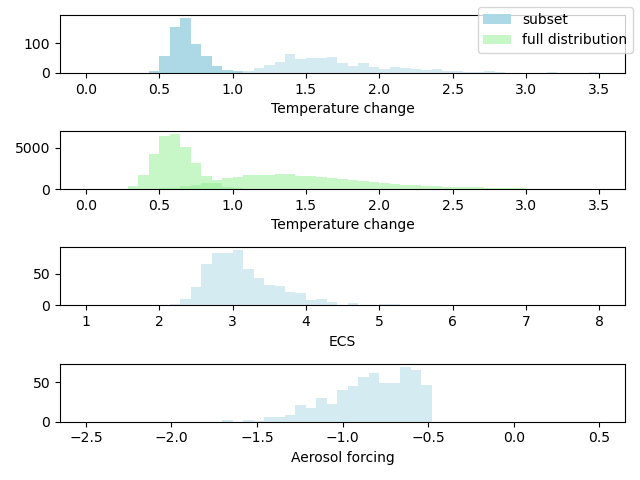 subset
full distribution
100
0
0.0 0.5 1.0 1.5 2.0 2.5 3.0 3.5
Temperature change
5000
0
0.0 0.5 1.0 1.5 2.0 2.5 3.0 3.5
Temperature change
50
0
1 2 3 4 5 6 7 8
ECS
50
0
−2.5 −2.0 −1.5 −1.0 −0.5 0.0 0.5
Aerosol forcing